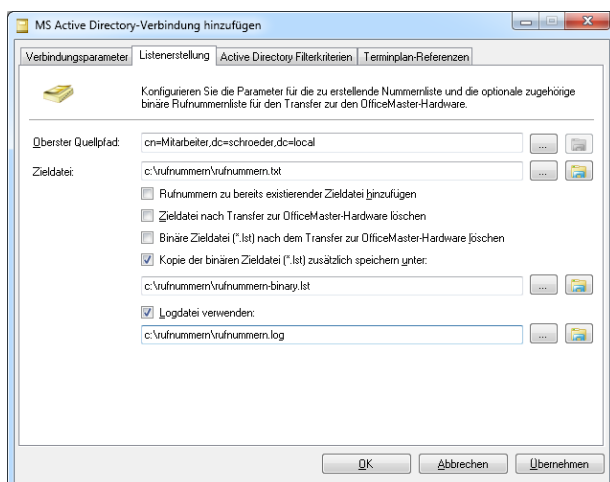 MS Active Directory-Verbindung hinzufügen
Verbindungsparameter Listenerstellung Active Directory Filterkriterien Terminplan-Referenzen
Konfigurieren Sie die Parameter für die zu erstellende Nummernliste und die optionale zugehörige
binäre Rufnummernliste für den Transfer zur den OfficeMaster-Hardware.
Oberster Quellpfad: cn=Mitarbeiter,dc=schroeder,dc=local ...
Zieldatei: c:\rufnummern\rufnummern.txt ...
Rufnummern zu bereits existierender Zieldatei hinzufügen
Zieldatei nach Transfer zur OfficeMaster-Hardware löschen
Binäre Zieldatei (*.lst) nach dem Transfer zur OfficeMaster-Hardware löschen
Kopie der binären Zieldatei (*.lst) zusätzlich speichern unter:
c:\rufnummern\rufnummern-binary.lst ...
Logdatei verwenden:
c:\rufnummern\rufnummern.log ...
OK Abbrechen Übernehmen